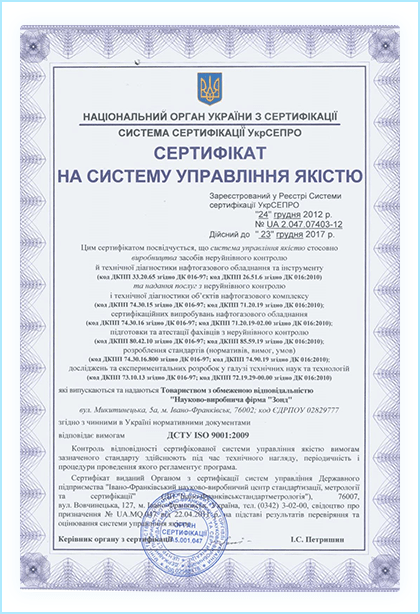 НАЦІОНАЛЬНИЙ ОРГАН УКРАЇНИ З СЕРТИФІКАЦІЇ
СИСТЕМА СЕРТИФІКАЦІЇ УкрСЕПРО
СЕРТИФІКАТ
НА СИСТЕМУ УПРАВЛІННЯ ЯКІСТЮ
Зареєстрований у Реєстрі Системи
сертифікації УкрСЕПРО
"24" грудня 2012 р.
№ UA 2.047.07403-12
Дійсний до "23" грудня 2017 р.
Цим сертифікатом посвідчується, що система управління якістю стосовно
виробництва засобів неруйнівного контролю
й технічної діагностики нафтогазового обладнання та інструменту
(код ДКПП 33.20.65 згідно ДК 016-97; код ДКПП 26.51.6 згідно ДК 016:2010);
та надання послуг з неруйнівного контролю
і технічної діагностики об'єктів нафтогазового комплексу
(код ДКПП 74.30.15 згідно ДК 016-97; код ДКПП 71.20.19 згідно ДК 016:2010);
сертифікаційних випробувань нафтогазового обладнання
(код ДКПП 74.30.16 згідно ДК 016-97; код ДКПП 71.20.19-02.00 згідно ДК 016:2010);
підготовки та атестації фахівців з неруйнівного контролю
(код ДКПП 80.42.10 згідно ДК 016-97; код ДКПП 85.59.19 згідно ДК 016:2010);
розроблення стандартів (нормативів, вимог, умов)
(код ДКПП 74.30.16.800 згідно ДК 016-97; код ДКПП 74.90.19 згідно ДК 016:2010);
досліджень та експериментальних розробок у галузі технічних наук та технологій
(код ДКПП 73.10.13 згідно ДК 016-97; код ДКПП 72.19.29-00.00 згідно ДК 016:2010)
які випускаються та надаються Товариством з обмеженою відповідальністю
"Науково-виробнича фірма "Зонд"
вул. Микитинецька, 5а, м. Івано-Франківськ, 76002; код ЄДРПОУ 02829777
згідно з чинними в Україні нормативними документами
відповідає вимогам ДСТУ ISO 9001:2009
Контроль відповідності сертифікованої системи управління якістю вимогам
зазначеного стандарту здійснюють під час технічного нагляду, періодичність і
процедури проведення якого регламентує програма.
Сертифікат виданий Органом з сертифікації систем управління Державного
підприємства "Івано-Франківський науково-виробничий центр стандартизації, метрології
та сертифікації" (ДП "Івано-Франківськстандартметрологія"), 76007,
вул. Вовчинецька, 127, м. Івано-Франківськ, Україна, тел. (0342) 3-02-00, свідоцтво про
призначення № UA.MQ.047 від 22.04.2011 р. на підставі результатів перевіряння та
оцінювання системи управління якістю
Керівник органу з сертифікації І.С. Петришин
ОРГАН
СЕРТИФІКАЦІЇ